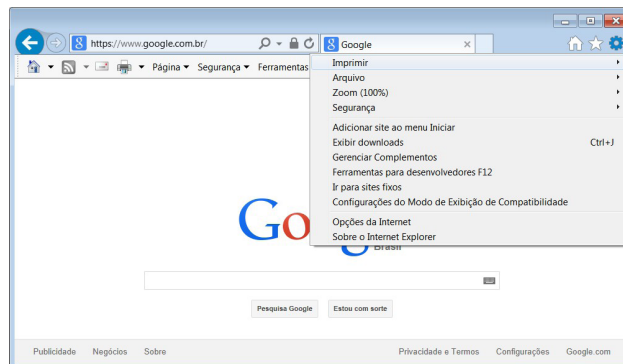 https://www.google.com.br/
Google
Página Segurança Ferramentas
Imprimir
Arquivo
Zoom (100%)
Segurança
Adicionar site ao menu Iniciar
Exibir downloads Ctrl+J
Gerenciar Complementos
Ferramentas para desenvolvedores F12
Ir para sites fixos
Configurações do Modo de Exibição de Compatibilidade
Opções da Internet
Sobre o Internet Explorer
Go
Brasil
Pesquisa Google Estou com sorte
Publicidade Negócios Sobre Privacidade e Termos Configurações Google.com